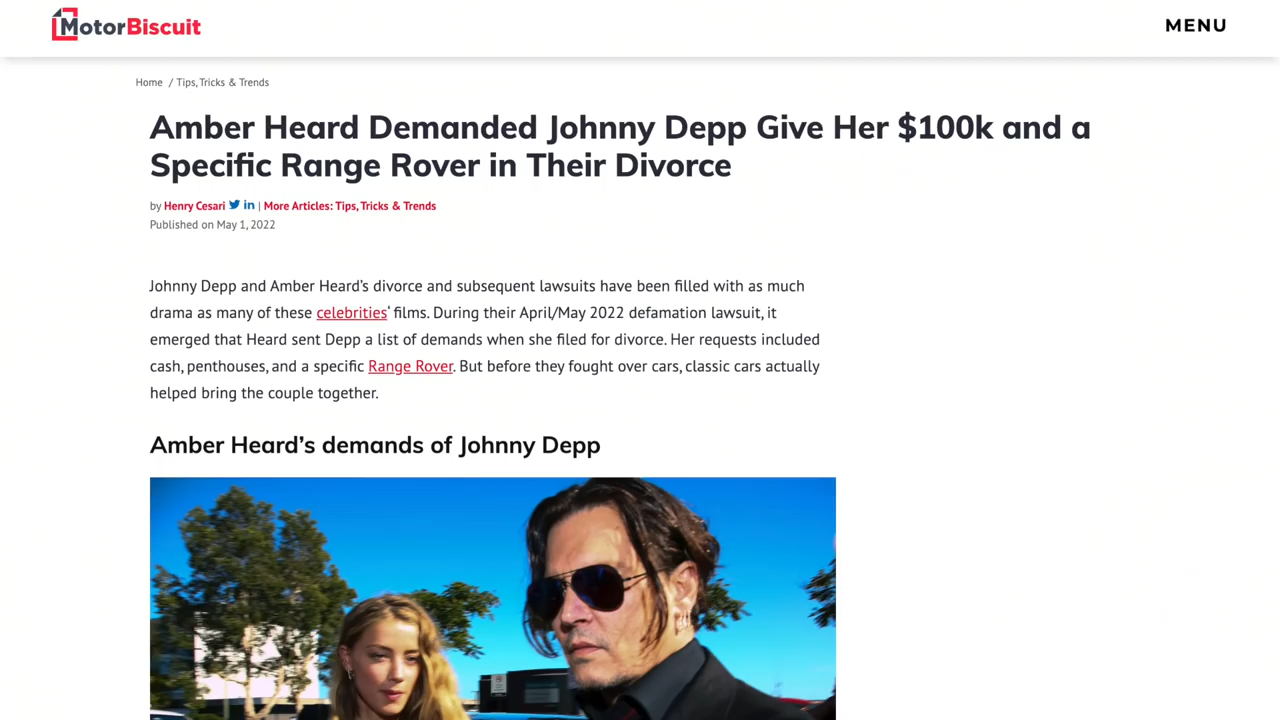 MotorBiscuit
MENU
Home / Tips, Tricks & Trends
Amber Heard Demanded Johnny Depp Give Her $100k and a
Specific Range Rover in Their Divorce
by Henry Cesari | More Articles: Tips, Tricks & Trends
Published on May 1, 2022
Johnny Depp and Amber Heard’s divorce and subsequent lawsuits have been filled with as much
drama as many of these celebrities‘ films. During their April/May 2022 defamation lawsuit, it
emerged that Heard sent Depp a list of demands when she filed for divorce. Her requests included
cash, penthouses, and a specific Range Rover. But before they fought over cars, classic cars actually
helped bring the couple together.
Amber Heard’s demands of Johnny Depp